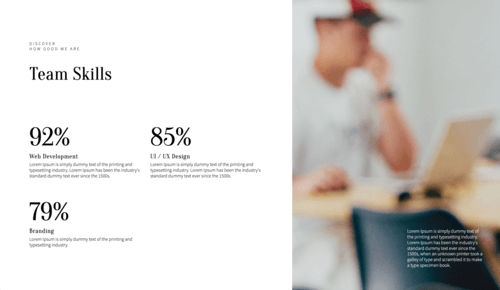 DISCOVER
HOW GOOD WE ARE
Team Skills
92%
Web Development
Lorem Ipsum is simply dummy text of the printing and
typesetting industry. Lorem Ipsum has been the industry's
standard dummy text ever since the 1500s.
85%
UI / UX Design
Lorem Ipsum is simply dummy text of the printing and
typesetting industry. Lorem Ipsum has been the industry's
standard dummy text ever since the 1500s.
79%
Branding
Lorem Ipsum is simply dummy text of the printing and
typesetting industry.
Lorem Ipsum is simply dummy text of
the printing and typesetting industry.
Lorem Ipsum has been the industry's
standard dummy text ever since the
1500s, when an unknown printer took a
galley of type and scrambled it to make
a type specimen book.